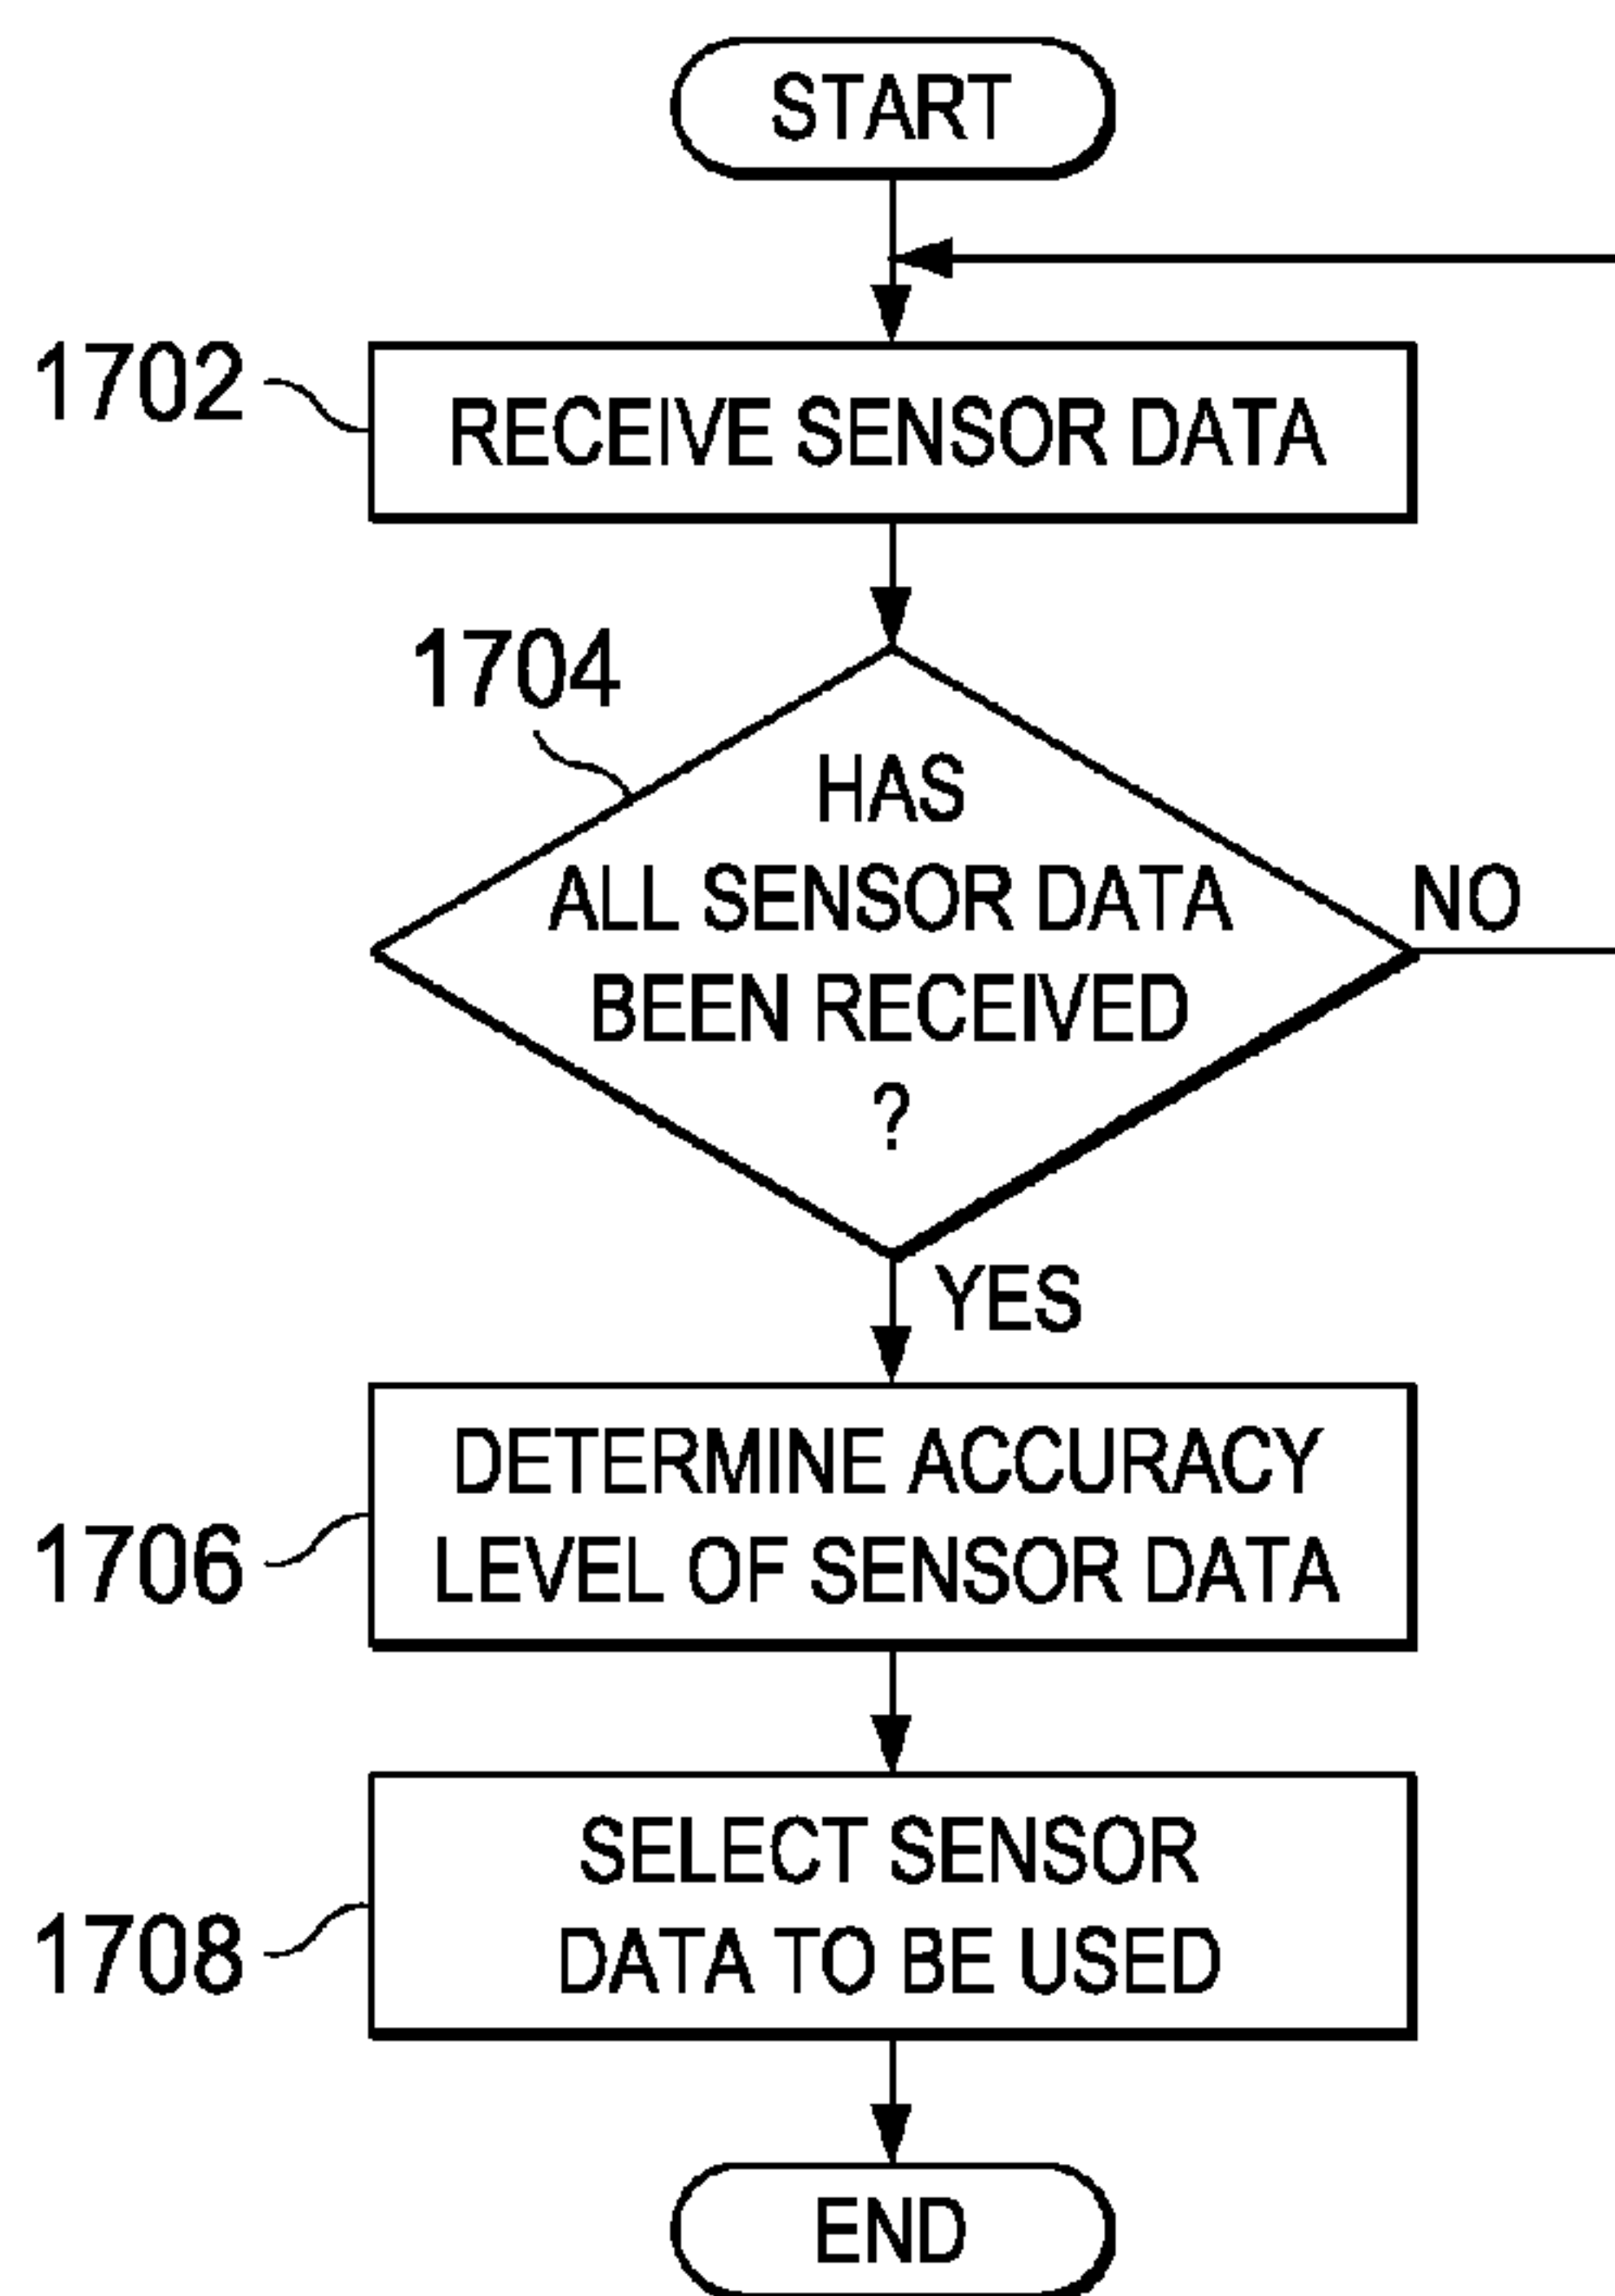 START
1702
RECEIVE SENSOR DATA
1704
HAS
ALL SENSOR DATA
BEEN RECEIVED
?
NO
YES
DETERMINE ACCURACY
LEVEL OF SENSOR DATA
1706
SELECT SENSOR
DATA TO BE USED
1708
END